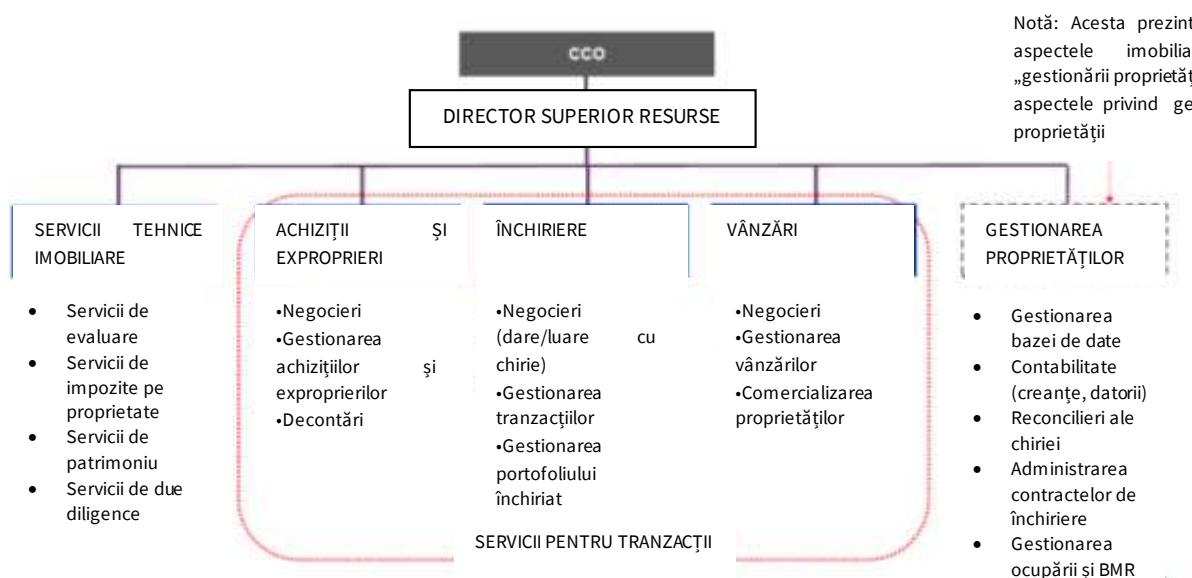 Notă: Acesta prezint
aspectele imobilia
„gestionării proprietăț
aspectele privind ge
proprietății
CCO
DIRECTOR SUPERIOR RESURSE
SERVICII TEHNICE
IMOBILIARE
• Servicii de
evaluare
• Servicii de
impozite pe
proprietate
• Servicii de
patrimoniu
• Servicii de due
diligence
ACHIZIȚII ȘI
EXPROPRIERI
•Negocieri
•Gestionarea
achizițiilor și
exproprierilor
•Decontări
ÎNCHIRIERE
•Negocieri
(dare/luare cu
chirie)
•Gestionarea
tranzacțiilor
•Gestionarea
portofoliului
închiriat
VÂNZĂRI
•Negocieri
•Gestionarea
vânzărilor
•Comercializarea
proprietăților
SERVICII PENTRU TRANZACȚII
GESTIONAREA
PROPRIETĂȚILOR
• Gestionarea
bazei de date
• Contabilitate
(creanțe, datorii)
• Reconcilieri ale
chiriei
• Administrarea
contractelor de
închiriere
• Gestionarea
ocupării și BMR